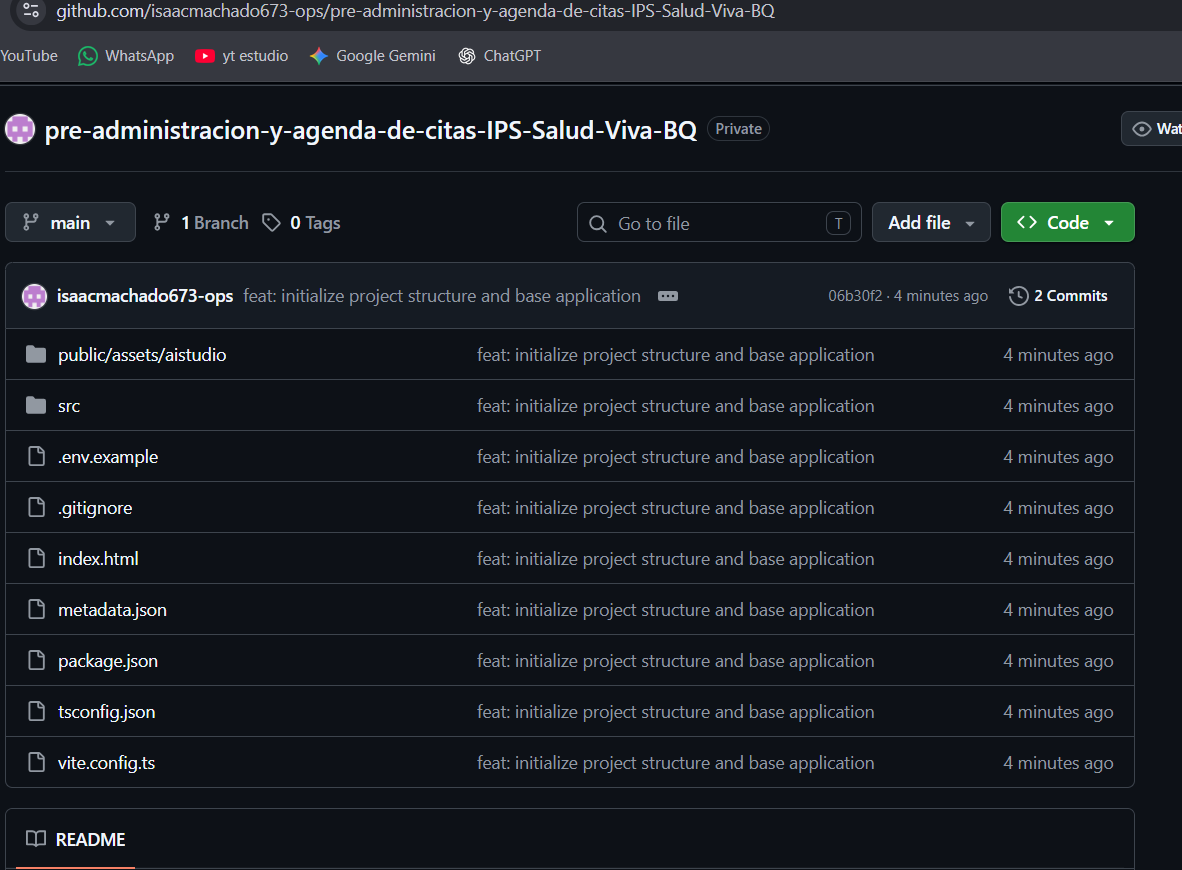 github.com/isaacmachado673-ops/pre-administracion-y-agenda-de-citas-IPS-Salud-Viva-BQ
YouTube WhatsApp yt estudio Google Gemini ChatGPT
pre-administracion-y-agenda-de-citas-IPS-Salud-Viva-BQ Private
main 1 Branch 0 Tags Go to file T Add file Code
isaacmachado673-ops feat: initialize project structure and base application 06b30f2 · 4 minutes ago 2 Commits
public/assets/aistudio feat: initialize project structure and base application 4 minutes ago
src feat: initialize project structure and base application 4 minutes ago
.env.example feat: initialize project structure and base application 4 minutes ago
.gitignore feat: initialize project structure and base application 4 minutes ago
index.html feat: initialize project structure and base application 4 minutes ago
metadata.json feat: initialize project structure and base application 4 minutes ago
package.json feat: initialize project structure and base application 4 minutes ago
tsconfig.json feat: initialize project structure and base application 4 minutes ago
vite.config.ts feat: initialize project structure and base application 4 minutes ago
README